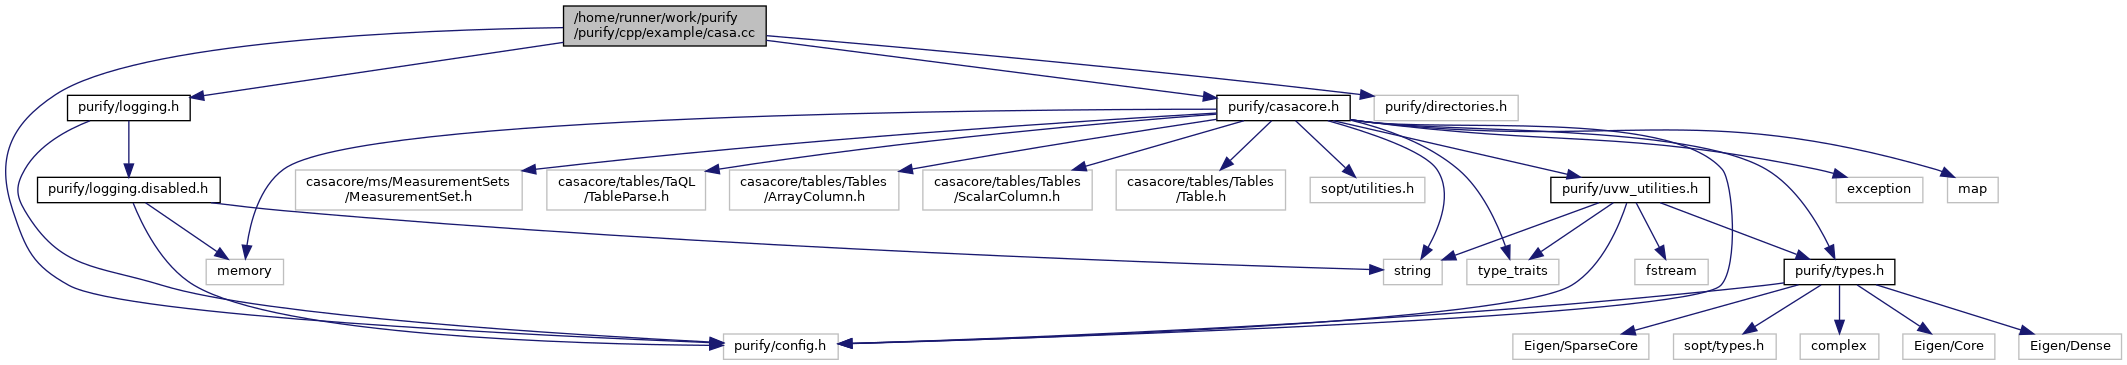 /home/runner/work/purify
/purify/cpp/example/casa.cc
purify/logging.h
purify/casacore.h
purify/directories.h
purify/logging.disabled.h
casacore/ms/MeasurementSets
/MeasurementSet.h
casacore/tables/TaQL
/TableParse.h
casacore/tables/Tables
/ArrayColumn.h
casacore/tables/Tables
/ScalarColumn.h
casacore/tables/Tables
/Table.h
sopt/utilities.h
purify/uvw_utilities.h
exception
map
memory
string
type_traits
fstream
purify/types.h
purify/config.h
Eigen/SparseCore
sopt/types.h
complex
Eigen/Core
Eigen/Dense